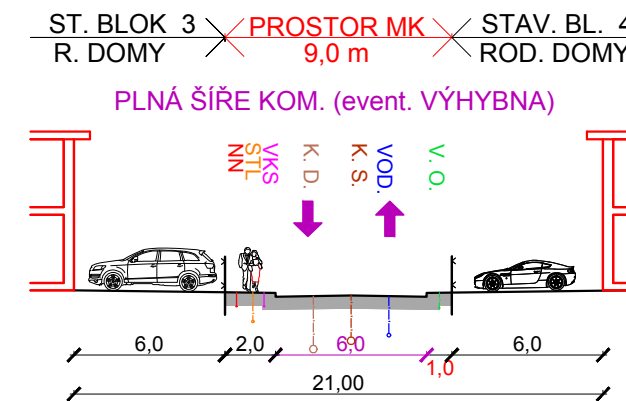 ST. BLOK 3 PROSTOR MK STAV. BL. 4
R. DOMY 9,0 m ROD. DOMY
PLNÁ ŠÍŘE KOM. (event. VÝHYBNA)
NN
STL
VKS
K. D.
K. S.
VOD.
V. O.
6,0 2,0 6,0 6,0
1,0
21,00